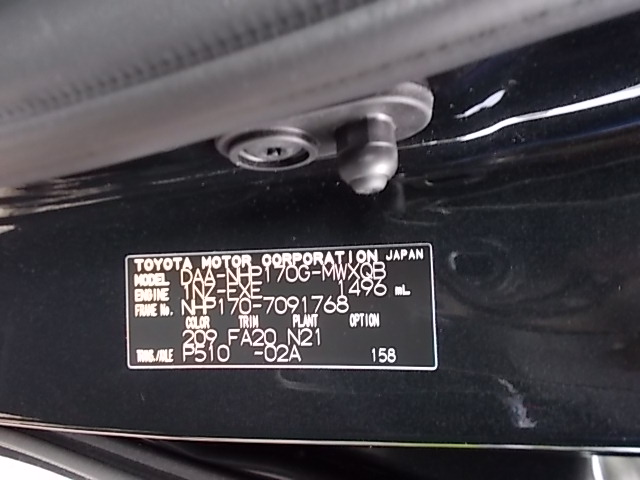 TOYOTA MOTOR CORPORATION JAPAN
MODEL DAA-NHP170G-MWXQB
ENGINE 1NZ-FXE 1496 mL
FRAME No. NHP170-7091768
COLOR TRIM PLANT OPTION
209 FA20 N21
TRANS./AXLE P510 -02A 158